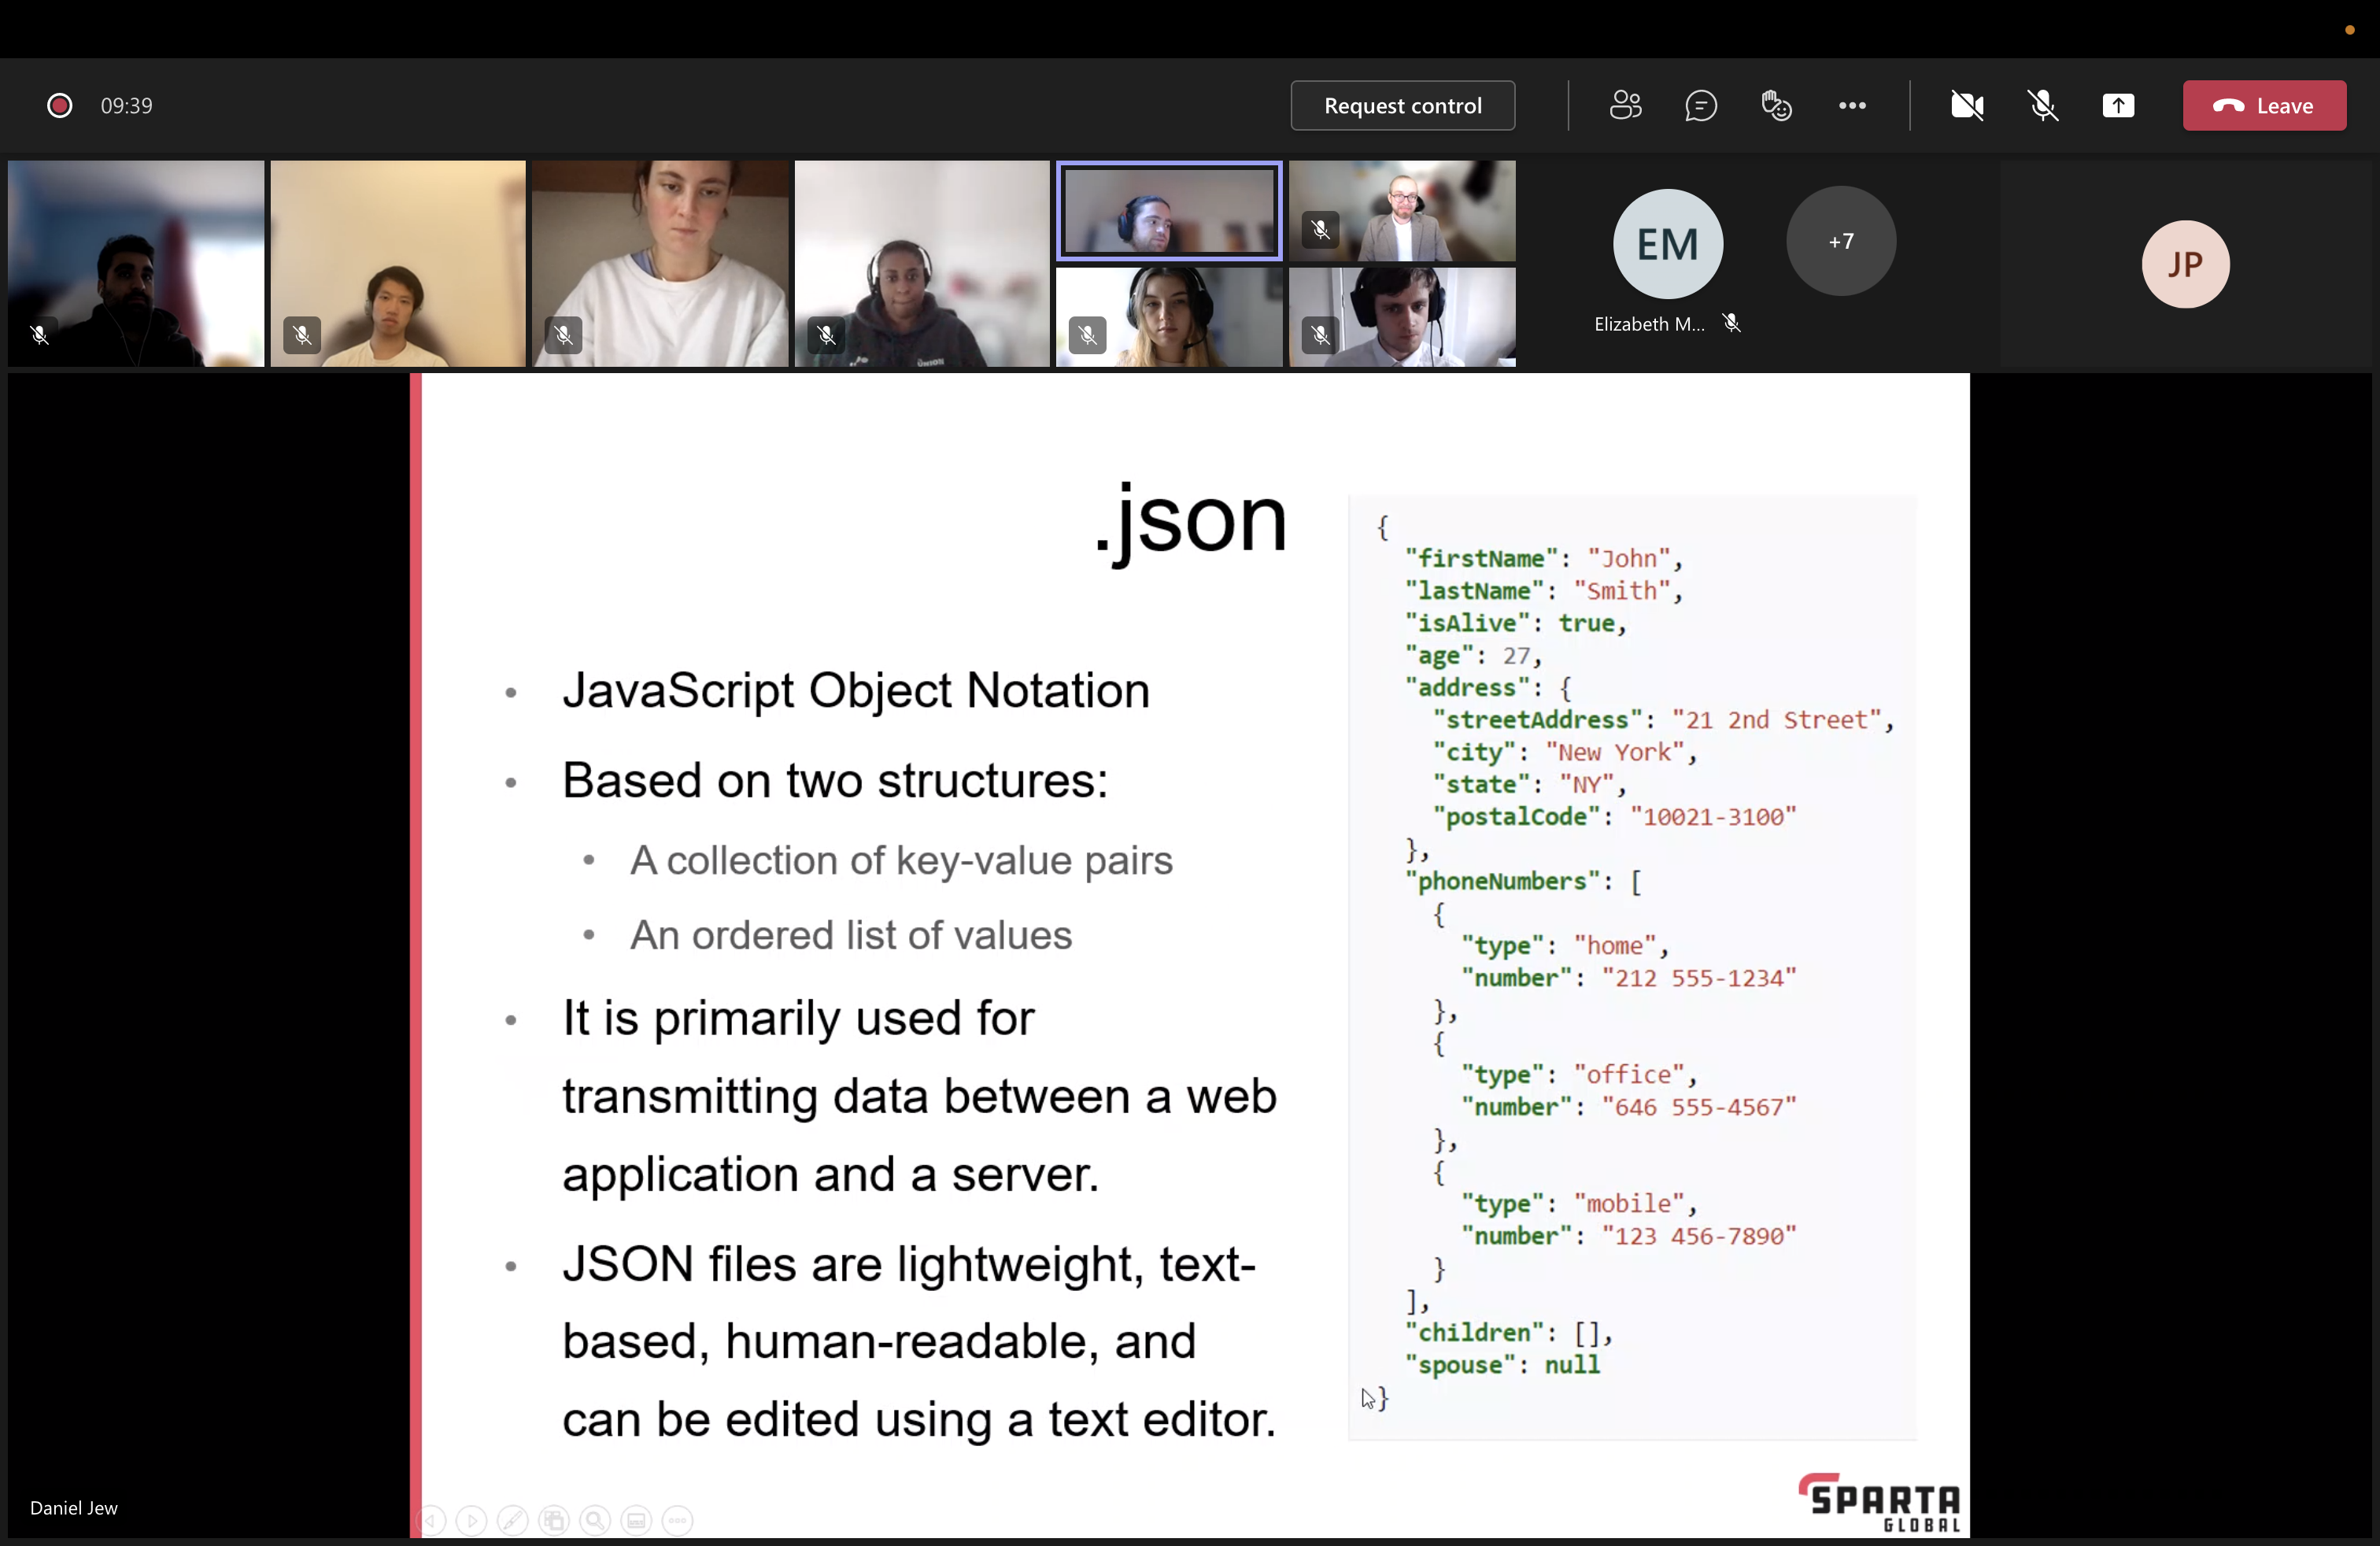 09:39
Request control
Leave
EM
+7
JP
Elizabeth M...
.json
JavaScript Object Notation
Based on two structures:
A collection of key-value pairs
An ordered list of values
It is primarily used for
transmitting data between a web
application and a server.
JSON files are lightweight, text-
based, human-readable, and
can be edited using a text editor.
{
"firstName": "John",
"lastName": "Smith",
"isAlive": true,
"age": 27,
"address": {
"streetAddress": "21 2nd Street",
"city": "New York",
"state": "NY",
"postalCode": "10021-3100"
},
"phoneNumbers": [
{
"type": "home",
"number": "212 555-1234"
},
{
"type": "office",
"number": "646 555-4567"
},
{
"type": "mobile",
"number": "123 456-7890"
}
],
"children": [],
"spouse": null
}
SPARTA
GLOBAL
Daniel Jew